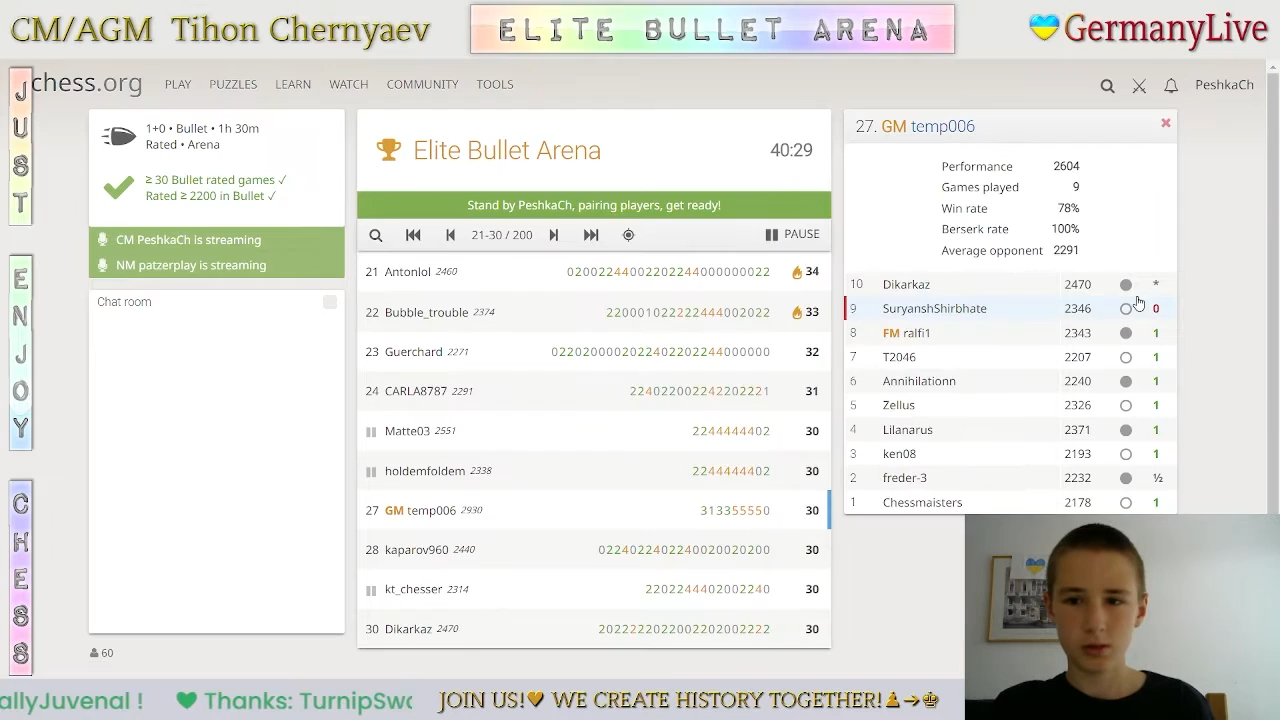 CM/AGM Tihon Chernyaev
ELITE BULLET ARENA
GermanyLive
JUST
ENJOY
CHESS
chess.org
PLAY PUZZLES LEARN WATCH COMMUNITY TOOLS
PeshkaCh
1+0 • Bullet • 1h 30m
Rated • Arena
≥ 30 Bullet rated games ✓
Rated ≥ 2200 in Bullet ✓
CM PeshkaCh is streaming
NM patzerplay is streaming
Chat room
60
Elite Bullet Arena 40:29
Stand by PeshkaCh, pairing players, get ready!
21-30 / 200 PAUSE
21 Antonlol 2460 02002244002202244000000022 34
22 Bubble_trouble 2374 220001022222444002022 33
23 Guerchard 2271 0220200002022402202244000000 32
24 CARLA8787 2291 224022002242202221 31
Matte03 2551 2244444402 30
holdemfoldem 2338 2244444402 30
27 GM temp006 2930 313355550 30
28 kaparov960 2440 0224022402240020020200 30
kt_chesser 2314 2202244402002240 30
30 Dikarkaz 2470 2022222022002202002222 30
27. GM temp006
Performance 2604
Games played 9
Win rate 78%
Berserk rate 100%
Average opponent 2291
10 Dikarkaz 2470 *
9 SuryanshShirbhate 2346 0
8 FM ralfi1 2343 1
7 T2046 2207 1
6 Annihilationn 2240 1
5 Zellus 2326 1
4 Lilanarus 2371 1
3 ken08 2193 1
2 freder-3 2232 ½
1 Chessmaisters 2178 1
allyJuvenal ! Thanks: TurnipSw
JOIN US! WE CREATE HISTORY TOGETHER!